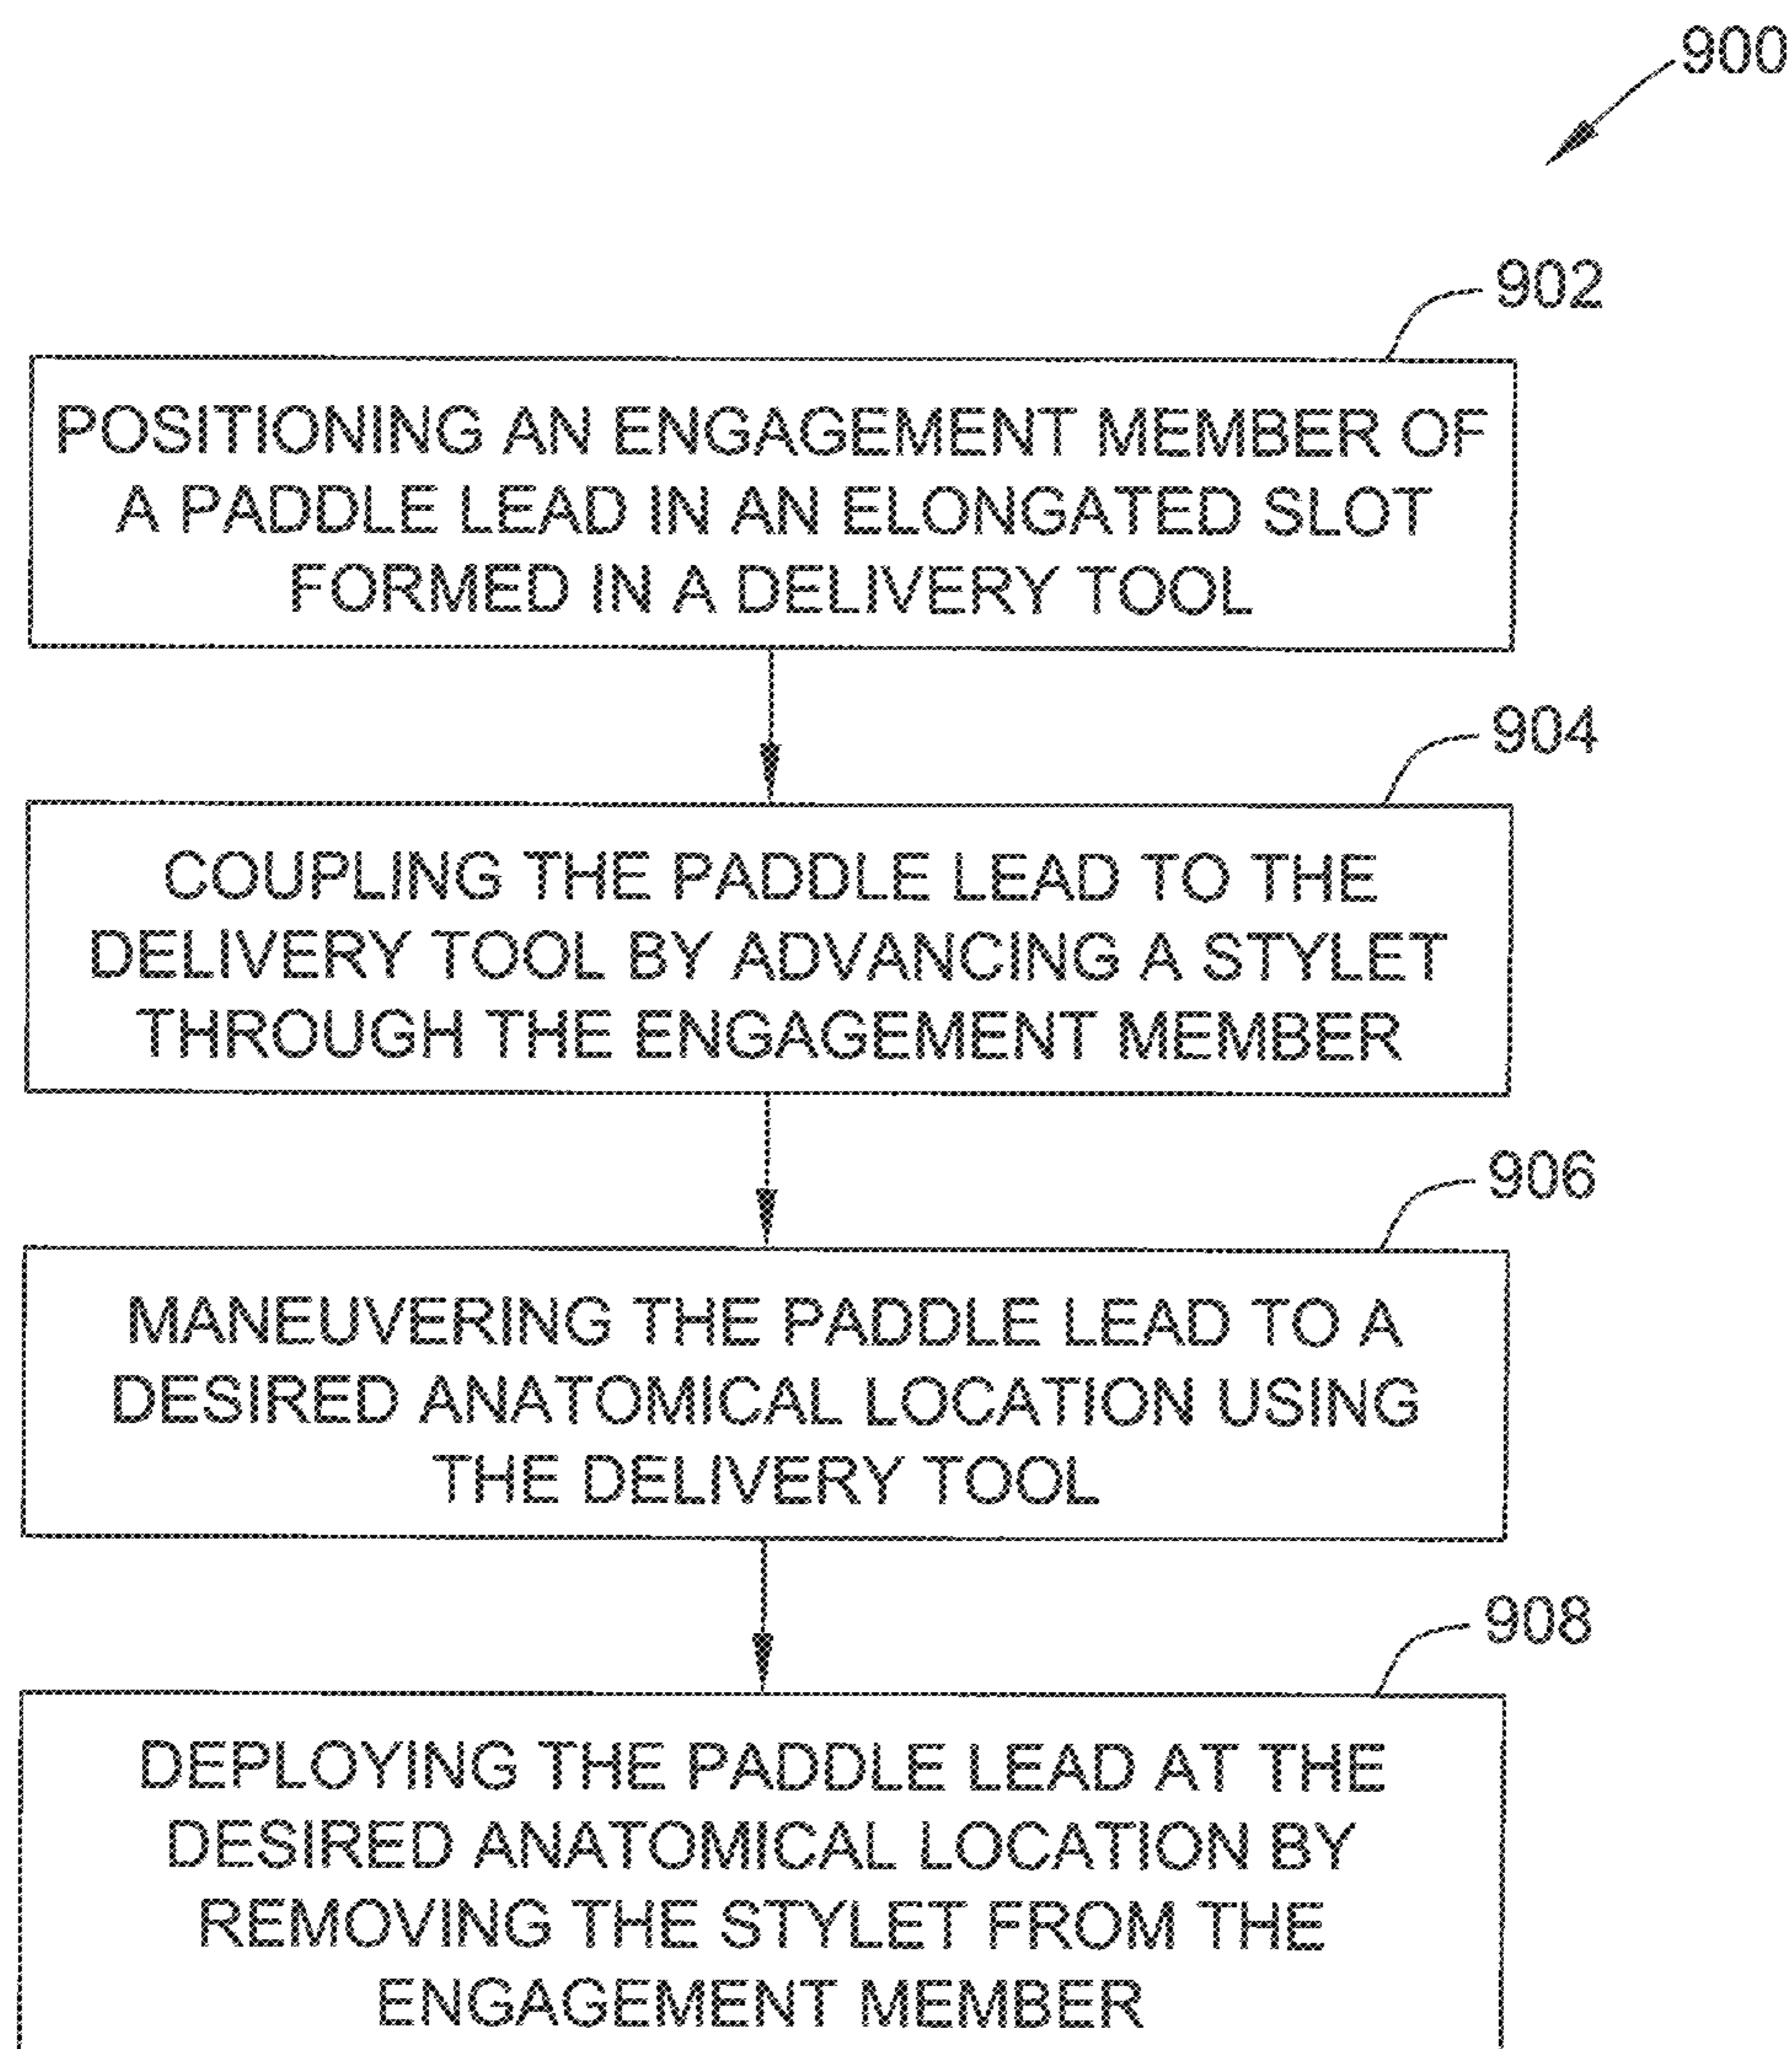 900
902
POSITIONING AN ENGAGEMENT MEMBER OF
A PADDLE LEAD IN AN ELONGATED SLOT
FORMED IN A DELIVERY TOOL
904
COUPLING THE PADDLE LEAD TO THE
DELIVERY TOOL BY ADVANCING A STYLET
THROUGH THE ENGAGEMENT MEMBER
906
MANEUVERING THE PADDLE LEAD TO A
DESIRED ANATOMICAL LOCATION USING
THE DELIVERY TOOL
908
DEPLOYING THE PADDLE LEAD AT THE
DESIRED ANATOMICAL LOCATION BY
REMOVING THE STYLET FROM THE
ENGAGEMENT MEMBER